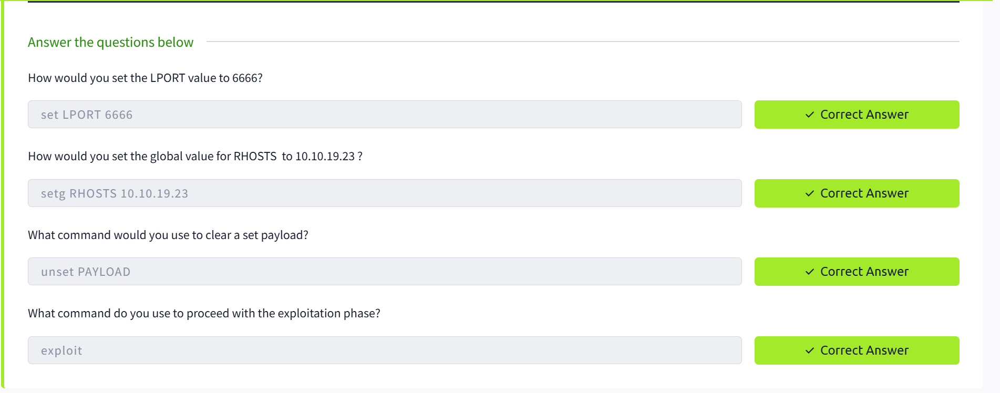 Answer the questions below
How would you set the LPORT value to 6666?
set LPORT 6666
✓ Correct Answer
How would you set the global value for RHOSTS  to 10.10.19.23 ?
setg RHOSTS 10.10.19.23
✓ Correct Answer
What command would you use to clear a set payload?
unset PAYLOAD
✓ Correct Answer
What command do you use to proceed with the exploitation phase?
exploit
✓ Correct Answer